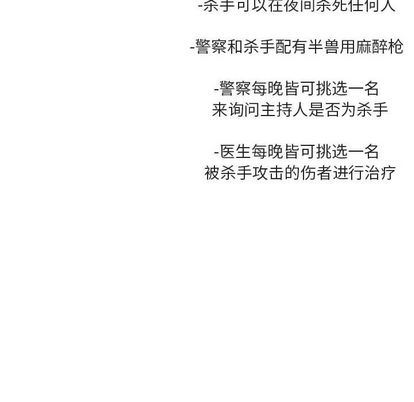 -杀手可以在夜间杀死任何人
-警察和杀手配有半兽用麻醉枪
-警察每晚皆可挑选一名
来询问主持人是否为杀手
-医生每晚皆可挑选一名
被杀手攻击的伤者进行治疗